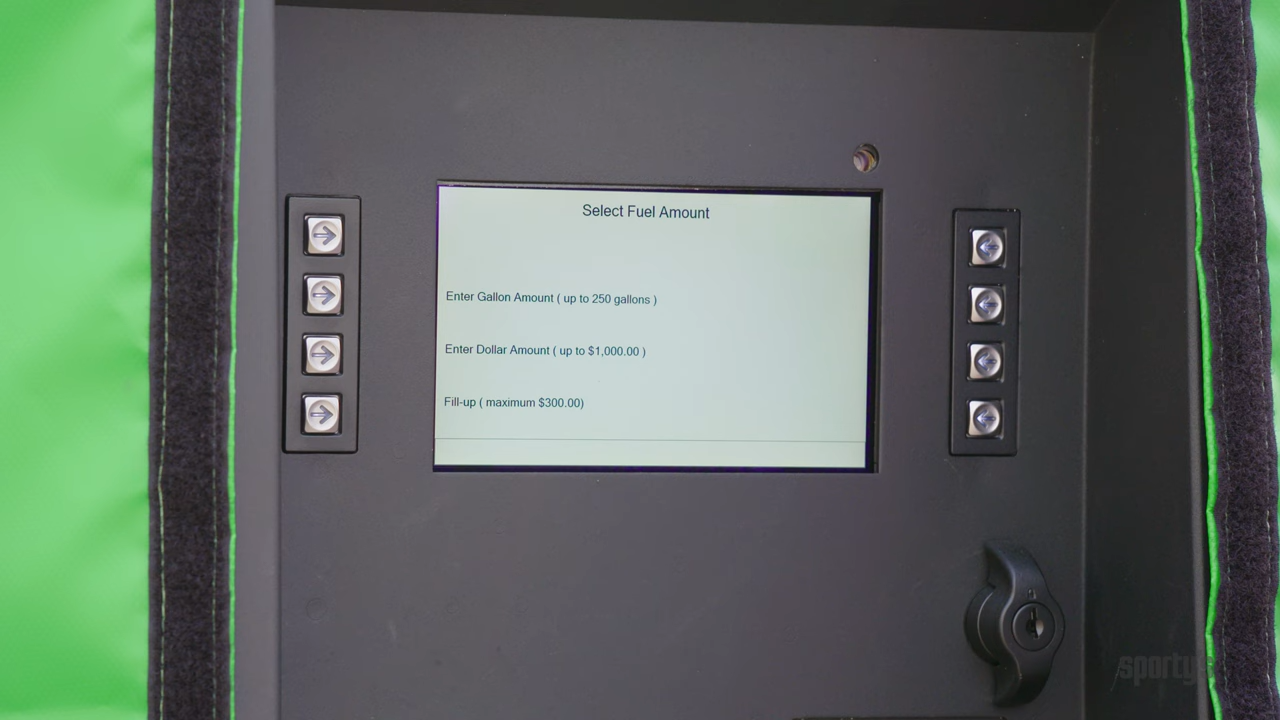 Select Fuel Amount
Enter Gallon Amount ( up to 250 gallons )
Enter Dollar Amount ( up to $1,000.00 )
Fill-up ( maximum $300.00)
sporty's